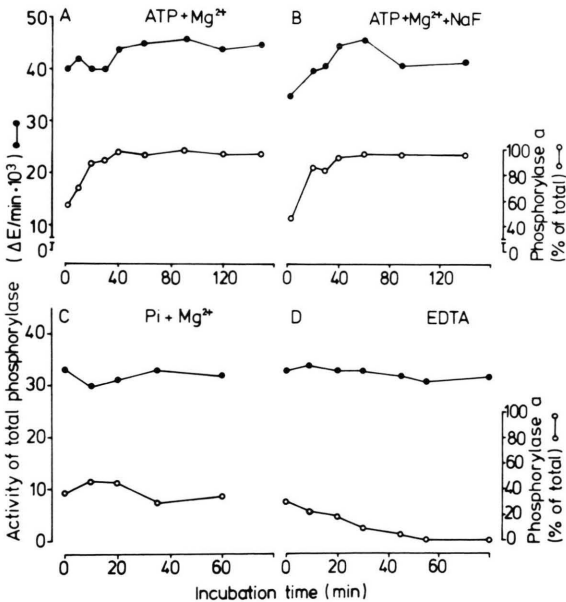 A ATP + Mg²⁺
B ATP+Mg²⁺+NaF
50
40
30
20
10
0
0 40 80 120
0 40 80 120
100
80
60
40
0
Phosphorylase a
(% of total)
C Pi + Mg²⁺
D EDTA
40
30
20
10
0
0 20 40 60
0 20 40 60
100
80
60
40
20
0
Phosphorylase a
(% of total)
Activity of total phosphorylase
(ΔE/min·10³)
Incubation time (min)